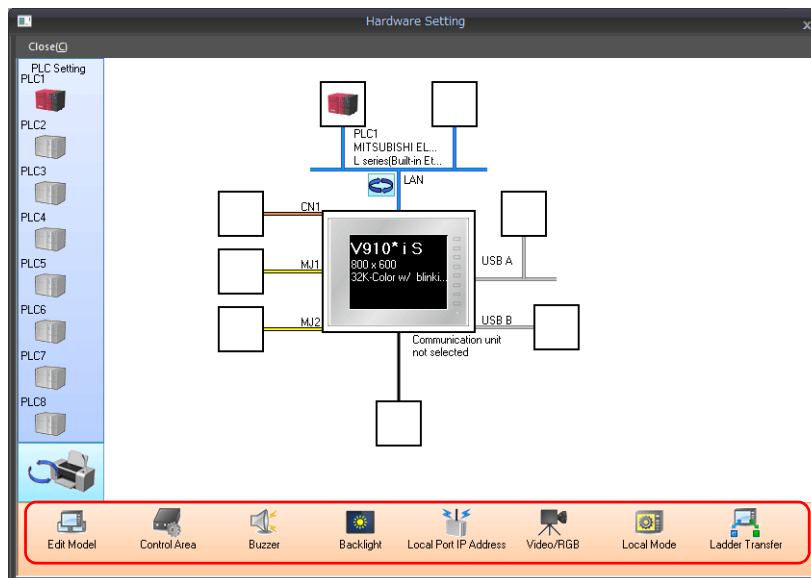 Hardware Setting
x
Close(C)
PLC Setting
PLC1
PLC2
PLC3
PLC4
PLC5
PLC6
PLC7
PLC8
PLC1
MITSUBISHI EL...
L series(Built-in Et...
LAN
CN1
MJ1
MJ2
V910* i S
800 x 600
32K-Color w/ blinki...
USB A
USB B
Communication unit
not selected
Edit Model
Control Area
Buzzer
Backlight
Local Port IP Address
Video/RGB
Local Mode
Ladder Transfer